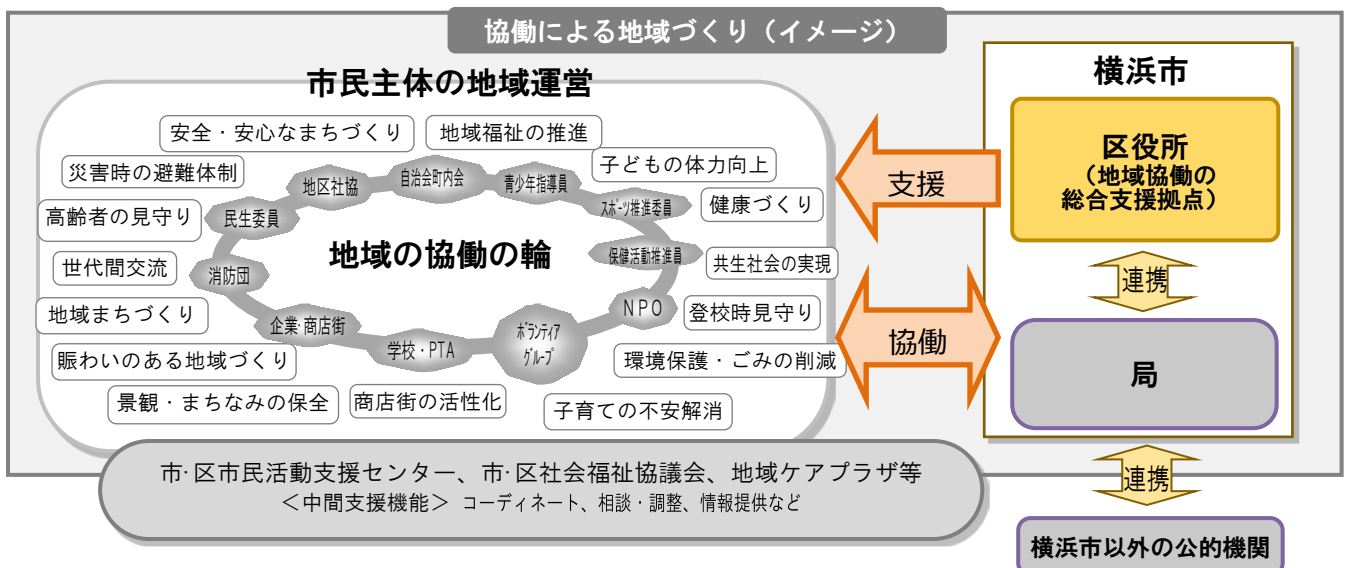 協働による地域づくり（イメージ）
市民主体の地域運営
安全・安心なまちづくり
地域福祉の推進
災害時の避難体制
子どもの体力向上
高齢者の見守り
健康づくり
世代間交流
共生社会の実現
地域まちづくり
登校時見守り
賑わいのある地域づくり
環境保護・ごみの削減
景観・まちなみの保全
商店街の活性化
子育ての不安解消
地域の協働の輪
自治会町内会
青少年指導員
スポーツ推進委員
保健活動推進員
NPO
ボランティア
グループ
学校・PTA
企業・商店街
消防団
民生委員
地区社協
市・区市民活動支援センター、市・区社会福祉協議会、地域ケアプラザ等
＜中間支援機能＞ コーディネート、相談・調整、情報提供など
支援
協働
横浜市
区役所
（地域協働の
総合支援拠点）
連携
局
連携
横浜市以外の公的機関